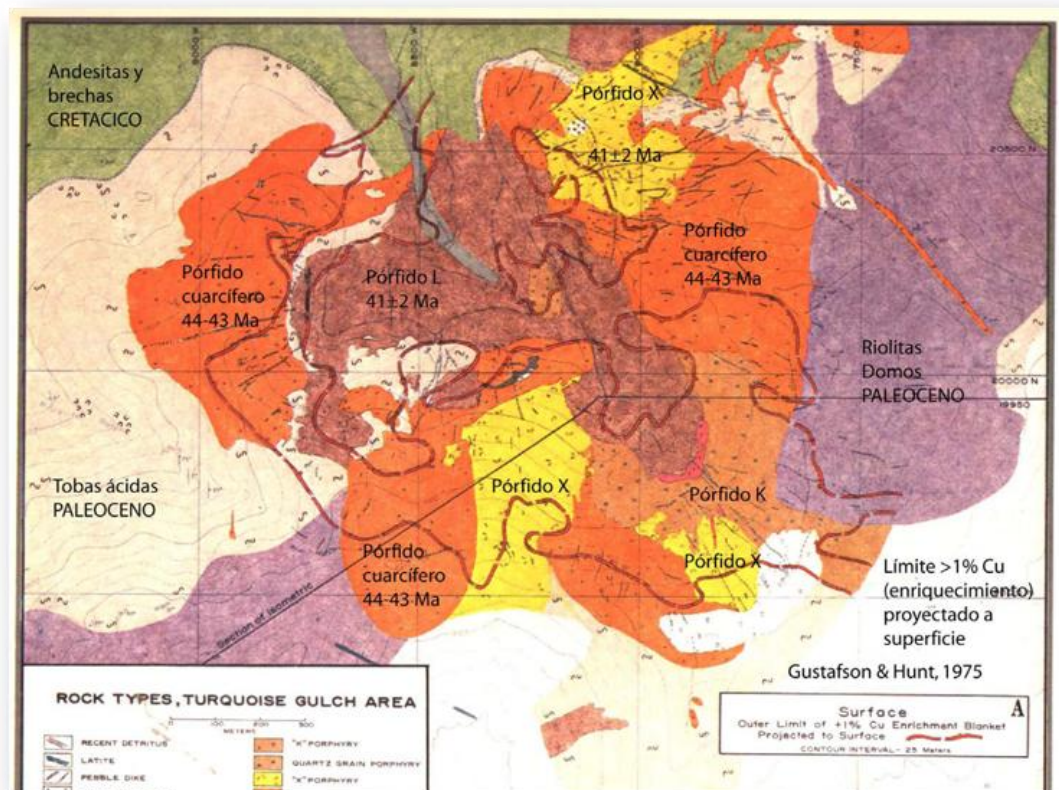 Andesitas y
brechas
CRETACICO
Pórfido X
41±2 Ma
20500 N
Pórfido
cuarcífero
44-43 Ma
Pórfido L
41±2 Ma
Pórfido
cuarcífero
44-43 Ma
Riolitas
Domos
PALEOCENO
20000 N
19950
Tobas ácidas
PALEOCENO
Pórfido X
Pórfido K
Pórfido X
Pórfido
cuarcífero
44-43 Ma
Section of Isometric
Límite >1% Cu
(enriquecimiento)
proyectado a
superficie
Gustafson & Hunt, 1975
ROCK TYPES, TURQUOISE GULCH AREA
METERS
RECENT DETRITUS
LATITE
PEBBLE DIKE
"K" PORPHYRY
QUARTZ GRAIN PORPHYRY
"X" PORPHYRY
A
Surface
Outer Limit of +1% Cu Enrichment Blanket
Projected to Surface
CONTOUR INTERVAL - 25 Meters